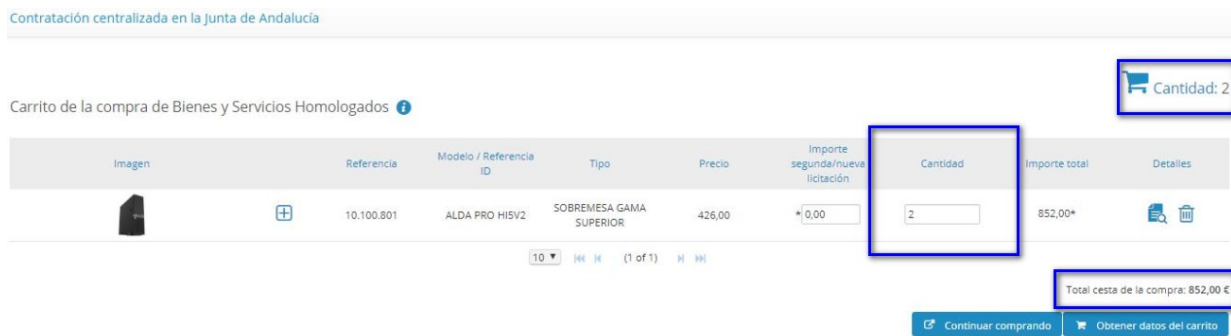 Contratación centralizada en la Junta de Andalucía
Cantidad: 2
Carrito de la compra de Bienes y Servicios Homologados
Imagen
Referencia
Modelo / Referencia
ID
Tipo
Precio
Importe
segunda/nueva
licitación
Cantidad
Importe total
Detalles
10.100.801
ALDA PRO HI5V2
SOBREMESA GAMA
SUPERIOR
426,00
* 0,00
2
852,00*
10 (1 of 1)
Total cesta de la compra: 852,00 €
Continuar comprando
Obtener datos del carrito